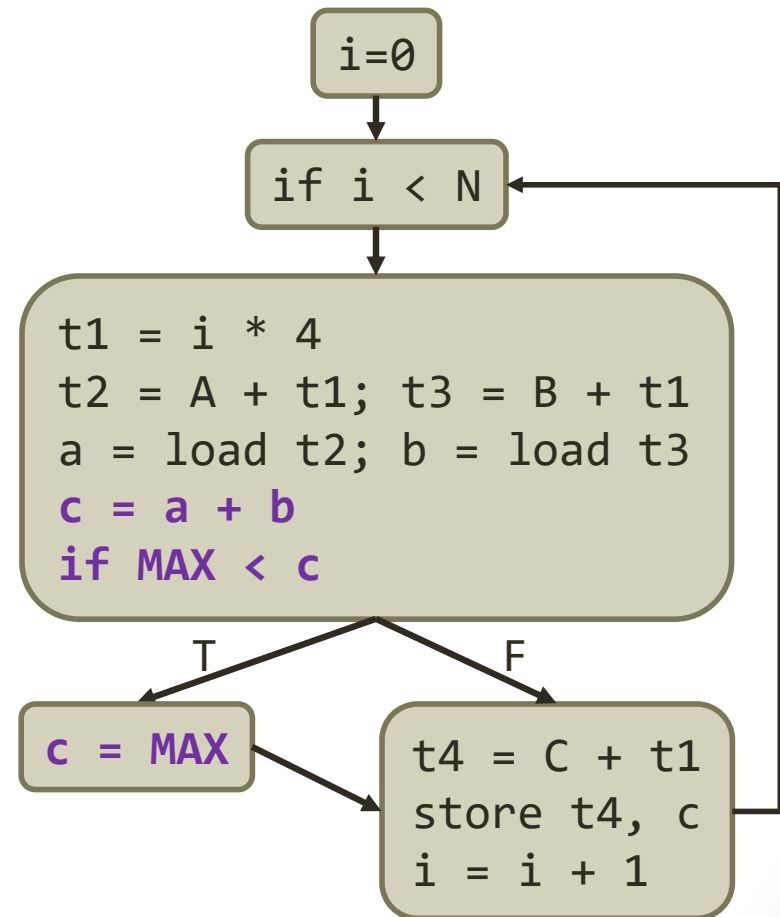 i=0
if i < N
t1 = i * 4
t2 = A + t1; t3 = B + t1
a = load t2; b = load t3
c = a + b
if MAX < c
T
F
c = MAX
t4 = C + t1
store t4, c
i = i + 1